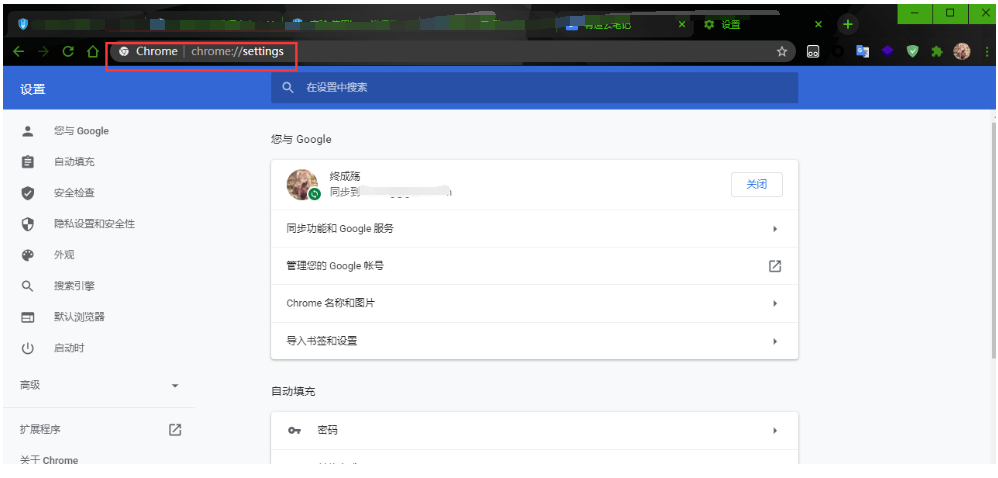 设置
Chrome | chrome://settings
设置
在设置中搜索
您与 Google
自动填充
安全检查
隐私设置和安全性
外观
搜索引擎
默认浏览器
启动时
高级
扩展程序
关于 Chrome
您与 Google
终成殇
同步到
关闭
同步功能和 Google 服务
管理您的 Google 帐号
Chrome 名称和图片
导入书签和设置
自动填充
密码